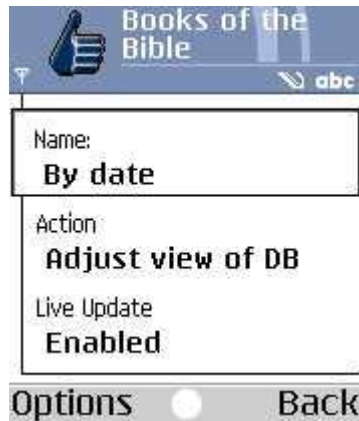 Books of the
Bible
abc
Name:
By date
Action
Adjust view of DB
Live Update
Enabled
Options Back